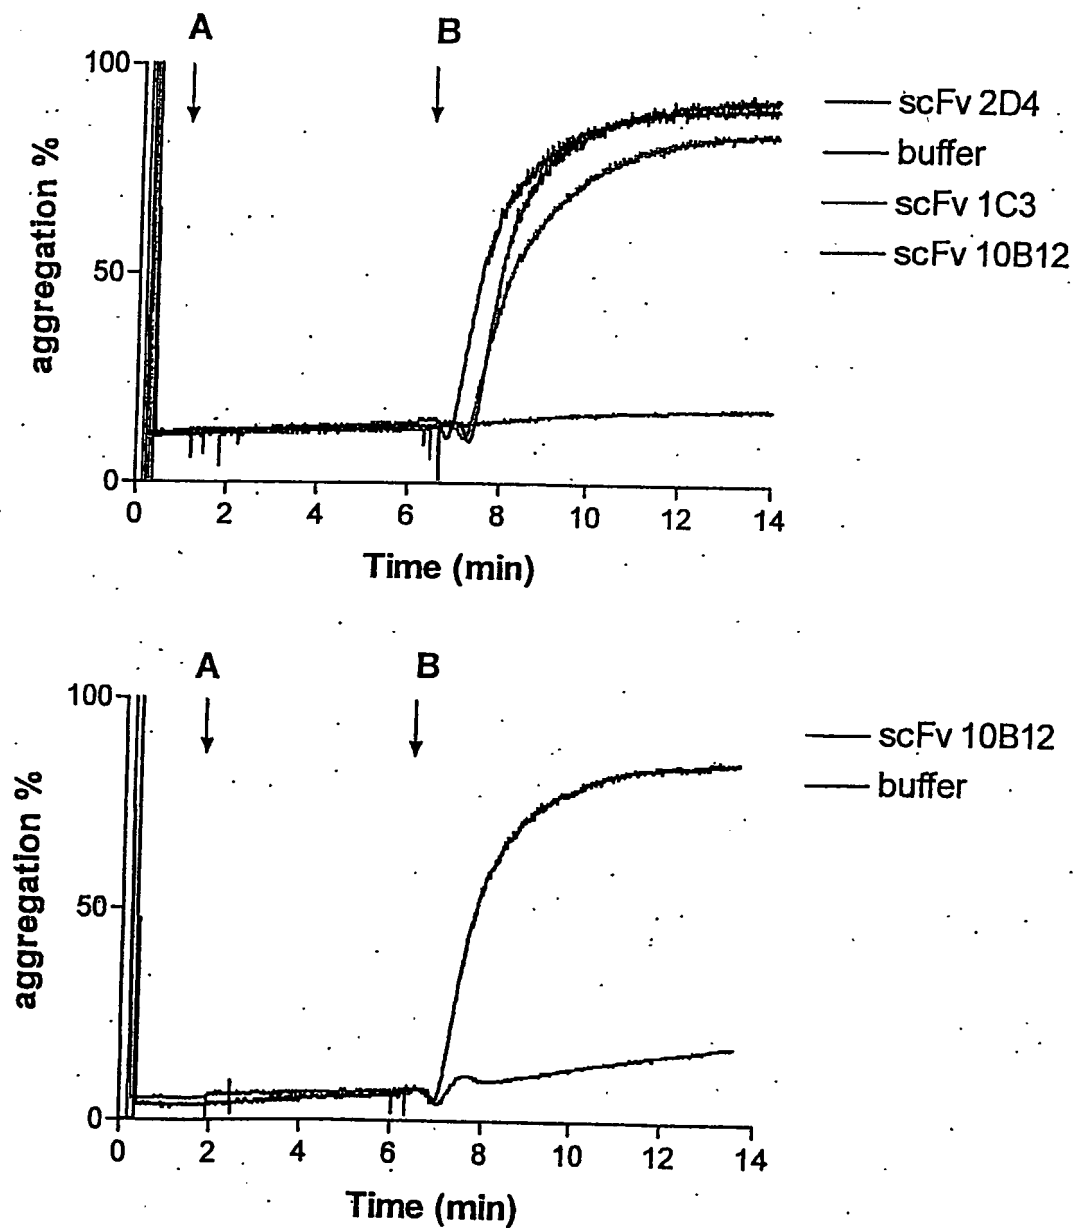 A B
100
50
0
aggregation %
0 2 4 6 8 10 12 14
Time (min)
scFv 2D4
buffer
scFv 1C3
scFv 10B12
A B
100
50
0
aggregation %
0 2 4 6 8 10 12 14
Time (min)
scFv 10B12
buffer